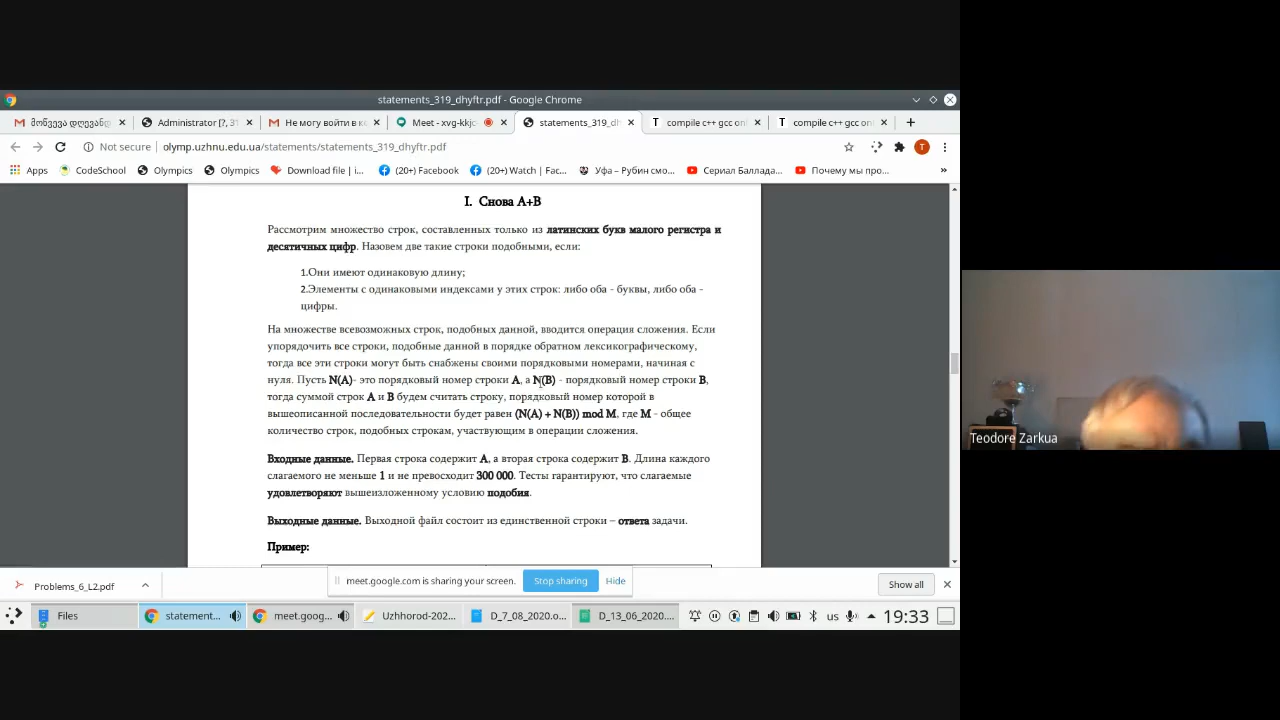 statements_319_dhyftr.pdf - Google Chrome
მოწვევა დღევანდ
Administrator [?, 31
Не могу войти в к
Meet - xvg-kkjc
statements_319_dh
compile c++ gcc onl
compile c++ gcc onl
Not secure | olymp.uzhnu.edu.ua/statements/statements_319_dhyftr.pdf
T
Apps
CodeSchool
Olympics
Olympics
Download file | i...
(20+) Facebook
(20+) Watch | Fac...
Уфа – Рубин смо...
Сериал Баллада...
Почему мы про...
»
I. Снова A+B
Рассмотрим множество строк, составленных только из латинских букв малого регистра и
десятичных цифр. Назовем две такие строки подобными, если:
1.Они имеют одинаковую длину;
2.Элементы с одинаковыми индексами у этих строк: либо оба - буквы, либо оба -
цифры.
На множестве всевозможных строк, подобных данной, вводится операция сложения. Если
упорядочить все строки, подобные данной в порядке обратном лексикографическому,
тогда все эти строки могут быть снабжены своими порядковыми номерами, начиная с
нуля. Пусть N(A)- это порядковый номер строки A, а N(B) - порядковый номер строки B,
тогда суммой строк A и B будем считать строку, порядковый номер которой в
вышеописанной последовательности будет равен (N(A) + N(B)) mod M, где M - общее
количество строк, подобных строкам, участвующим в операции сложения.
Входные данные. Первая строка содержит A, а вторая строка содержит B. Длина каждого
слагаемого не меньше 1 и не превосходит 300 000. Тесты гарантируют, что слагаемые
удовлетворяют вышеизложенному условию подобия.
Выходные данные. Выходной файл состоит из единственной строки – ответа задачи.
Пример:
Problems_6_L2.pdf
meet.google.com is sharing your screen.
Stop sharing
Hide
Show all
Files
statement...
meet.goog...
Uzhhorod-202...
D_7_08_2020.o...
D_13_06_2020....
us
19:33
Teodore Zarkua